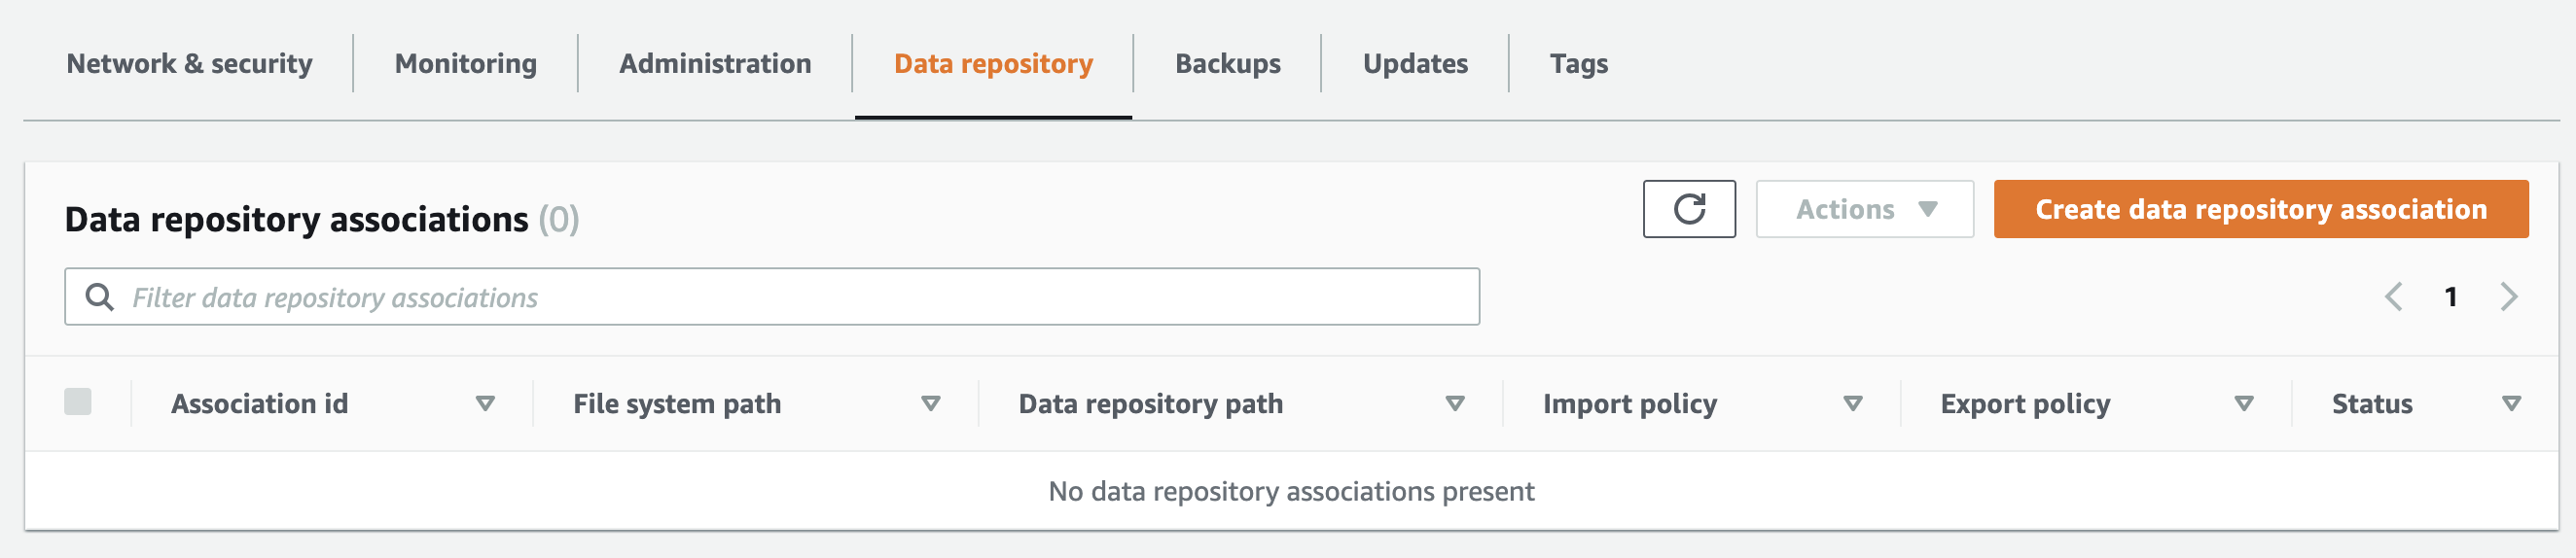 Network & security Monitoring Administration Data repository Backups Updates Tags
Data repository associations (0) Actions Create data repository association
Filter data repository associations 1
Association id File system path Data repository path Import policy Export policy Status
No data repository associations present